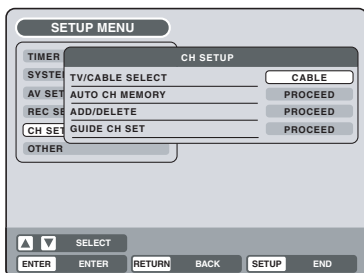 SETUP MENU
TIMER
CH SETUP
SYSTE
TV/CABLE SELECT CABLE
AV SET
AUTO CH MEMORY PROCEED
REC SE
ADD/DELETE PROCEED
CH SET
GUIDE CH SET PROCEED
OTHER
SELECT
ENTER ENTER RETURN BACK SETUP END